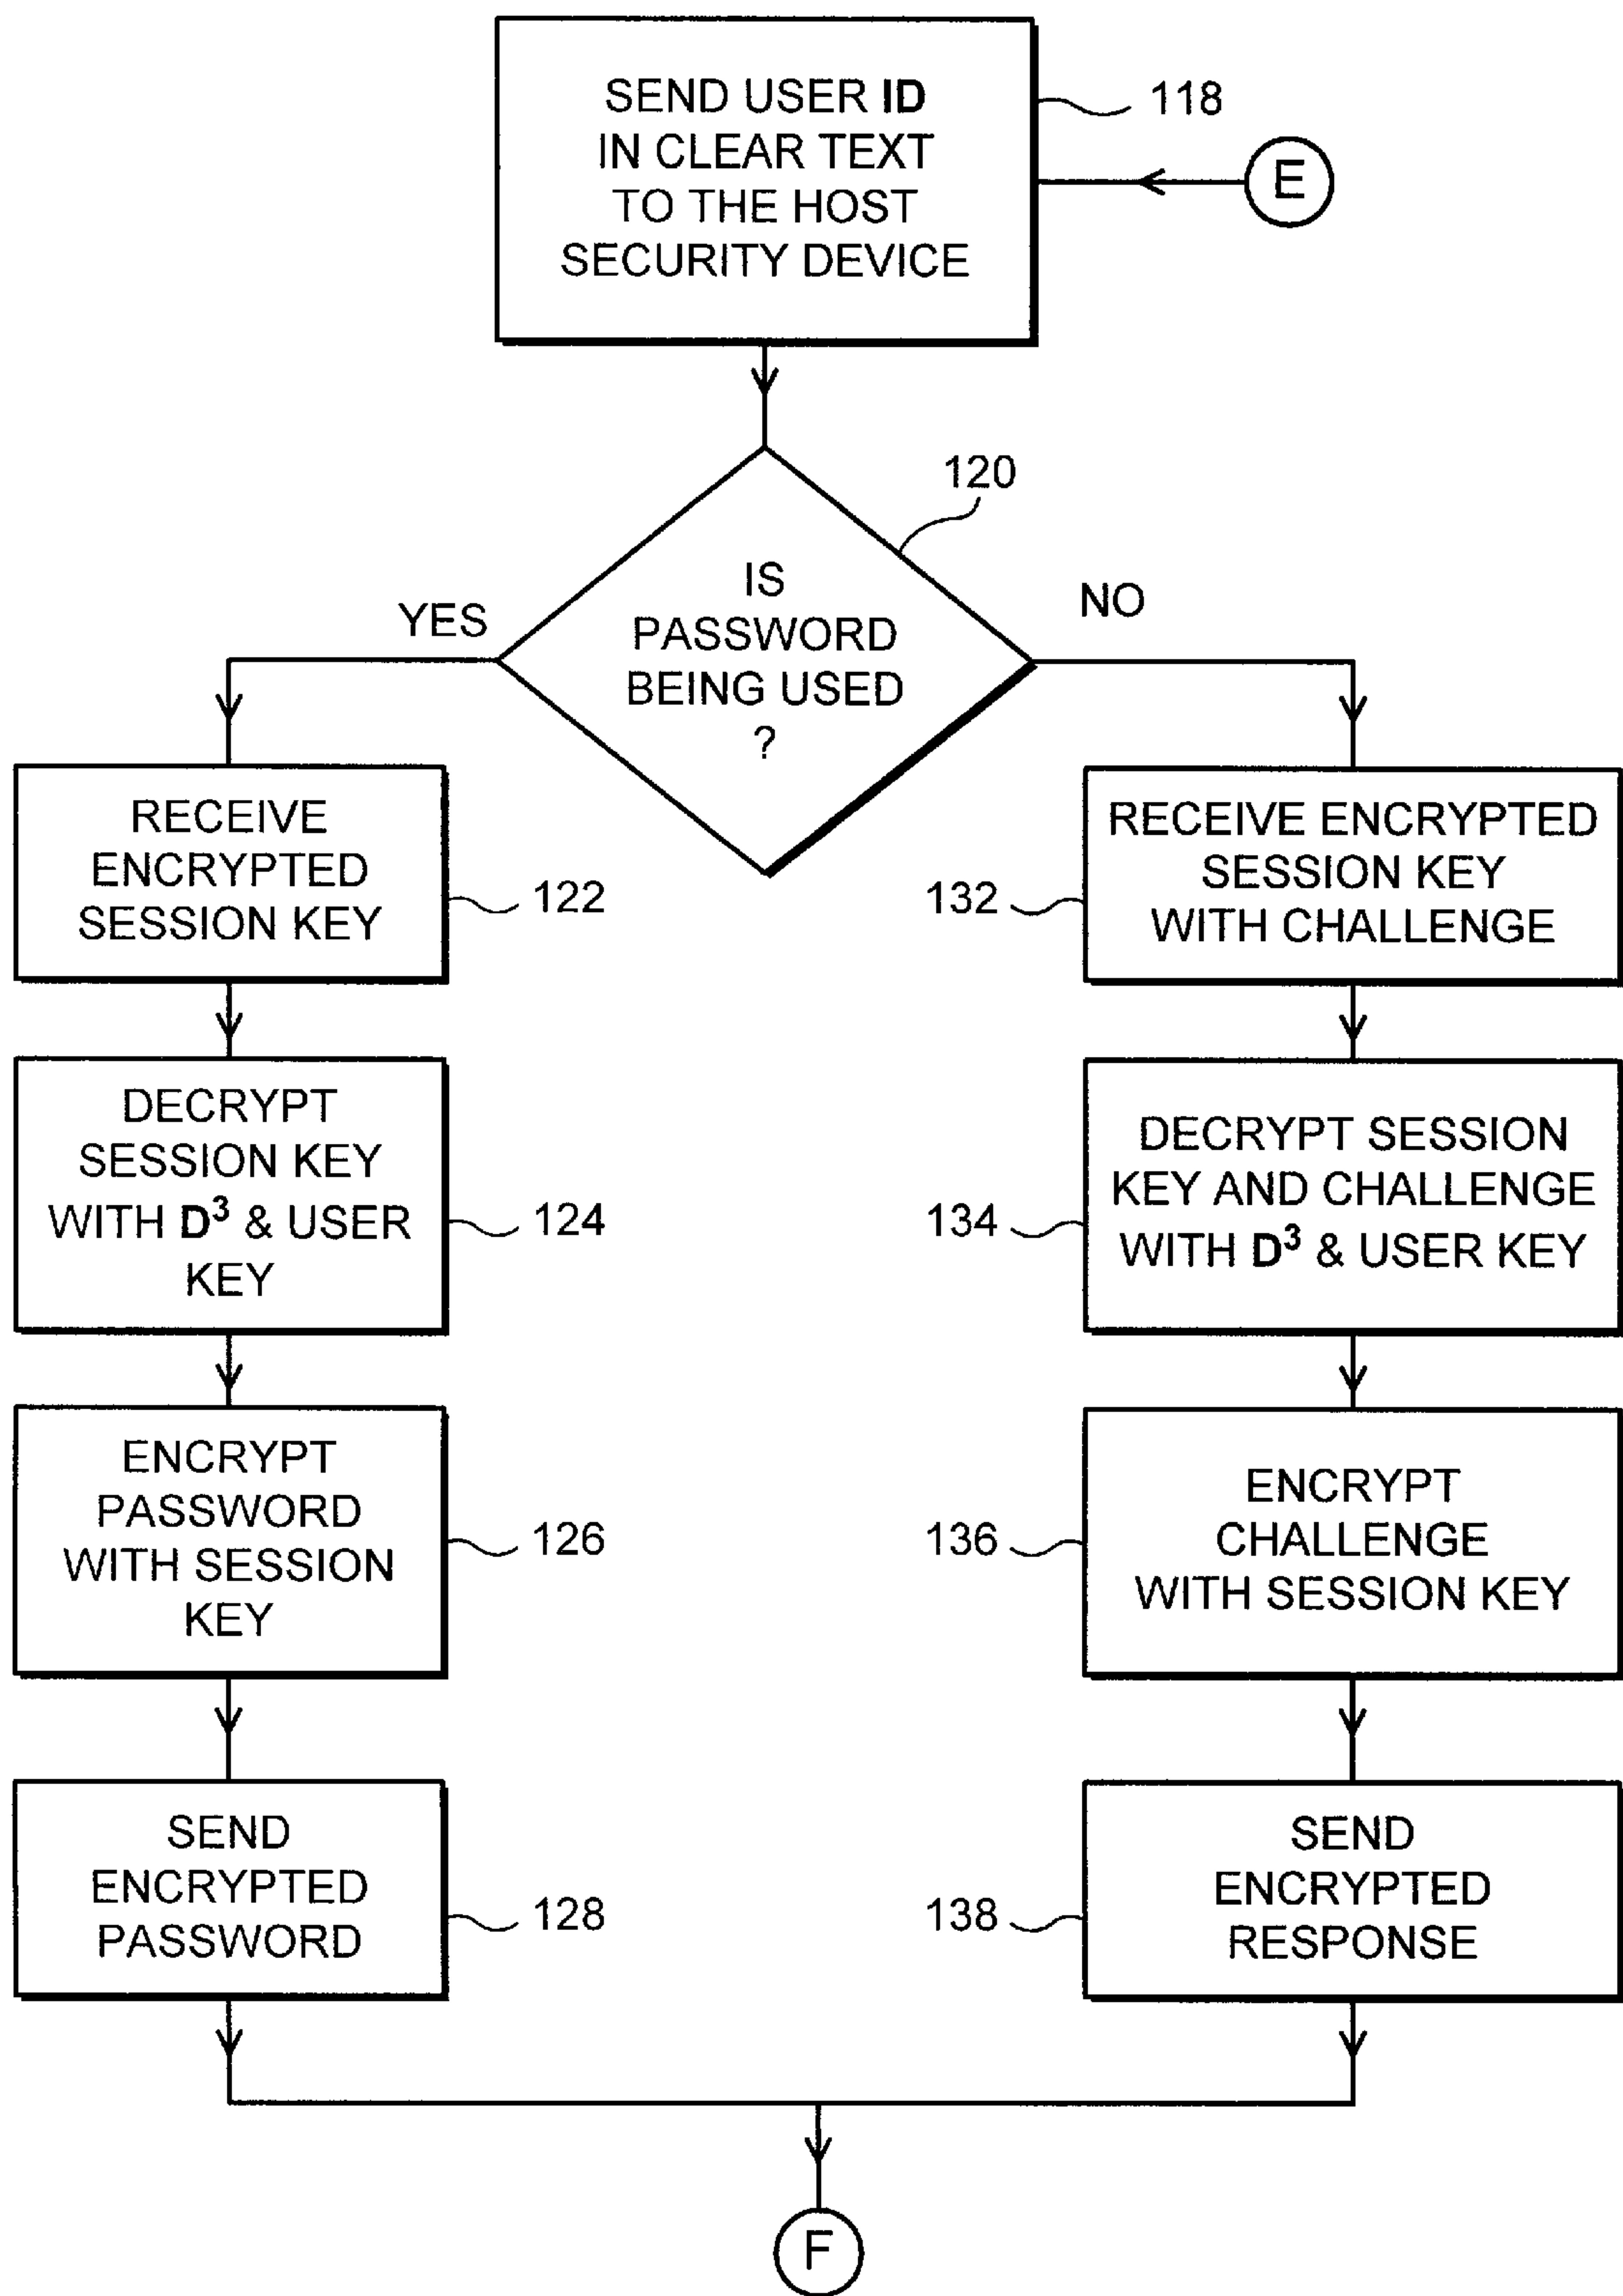 SEND USER ID
IN CLEAR TEXT
TO THE HOST
SECURITY DEVICE
118
E
120
IS
PASSWORD
BEING USED
?
YES
NO
RECEIVE
ENCRYPTED
SESSION KEY
122
DECRYPT
SESSION KEY
WITH D³ & USER
KEY
124
ENCRYPT
PASSWORD
WITH SESSION
KEY
126
SEND
ENCRYPTED
PASSWORD
128
RECEIVE ENCRYPTED
SESSION KEY
WITH CHALLENGE
132
DECRYPT SESSION
KEY AND CHALLENGE
WITH D³ & USER KEY
134
ENCRYPT
CHALLENGE
WITH SESSION KEY
136
SEND
ENCRYPTED
RESPONSE
138
F